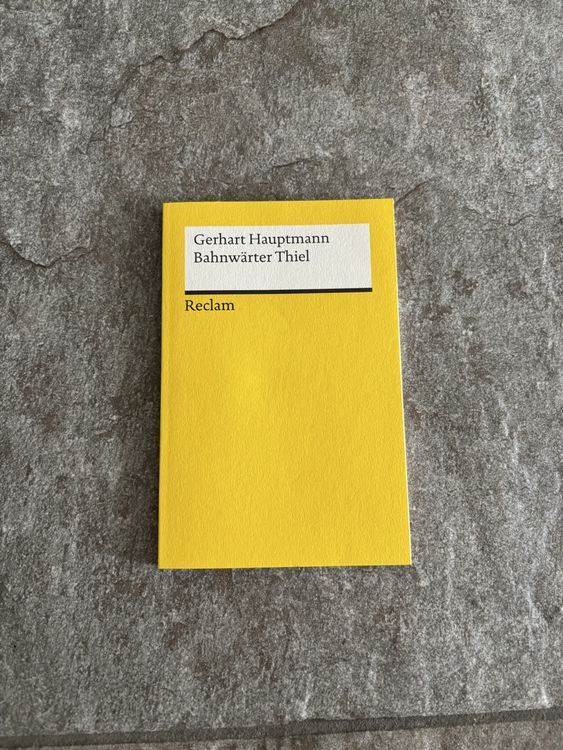 Gerhart Hauptmann
Bahnwärter Thiel
Reclam